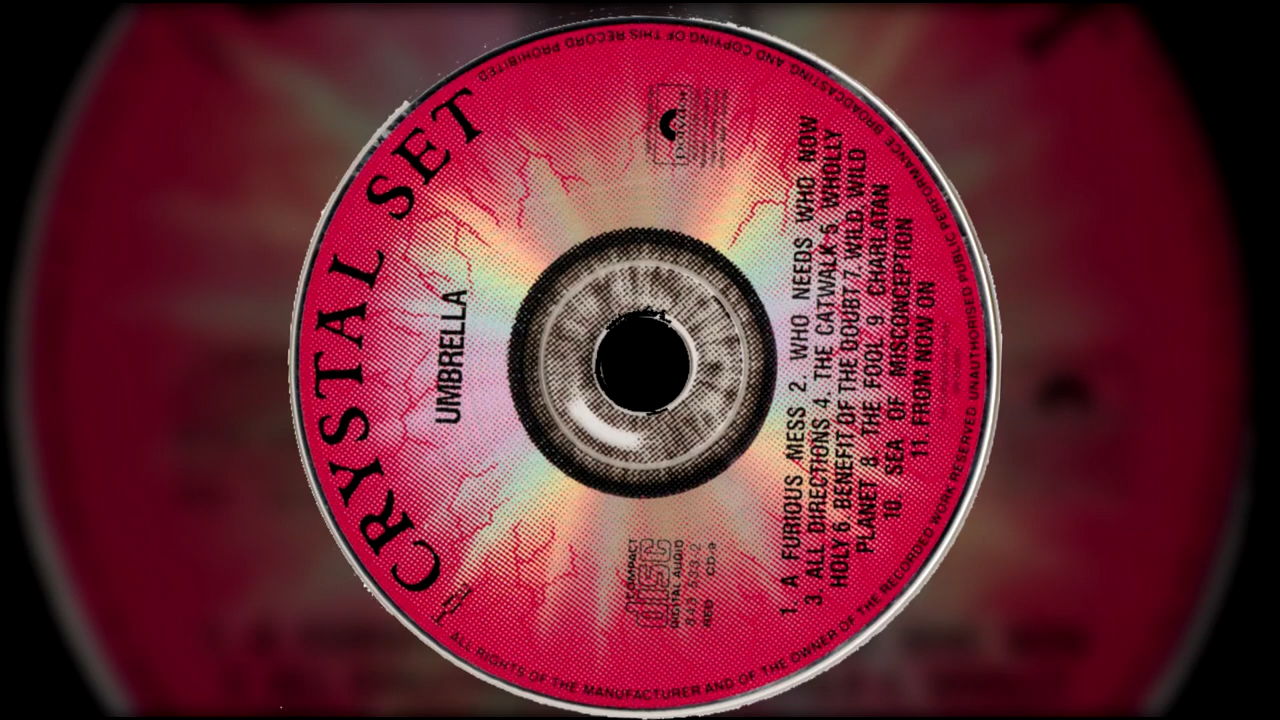 CRYSTAL SET
UMBRELLA
COMPACT
disc
DIGITAL AUDIO
1. A FURIOUS MESS 2. WHO NEEDS WHO NOW
3 ALL DIRECTIONS 4. THE CATWALK 5. WHOLLY
HOLY 6. BENEFIT OF THE DOUBT 7. WILD WILD
PLANET 8. THE FOOL 9 CHARLATAN
10 SEA OF MISCONCEPTION
11. FROM NOW ON
ALL RIGHTS OF THE MANUFACTURER AND OF THE OWNER OF THE RECORDED WORK RESERVED UNAUTHORISED PUBLIC PERFORMANCE BROADCASTING AND COPYING OF THIS RECORD PROHIBITED